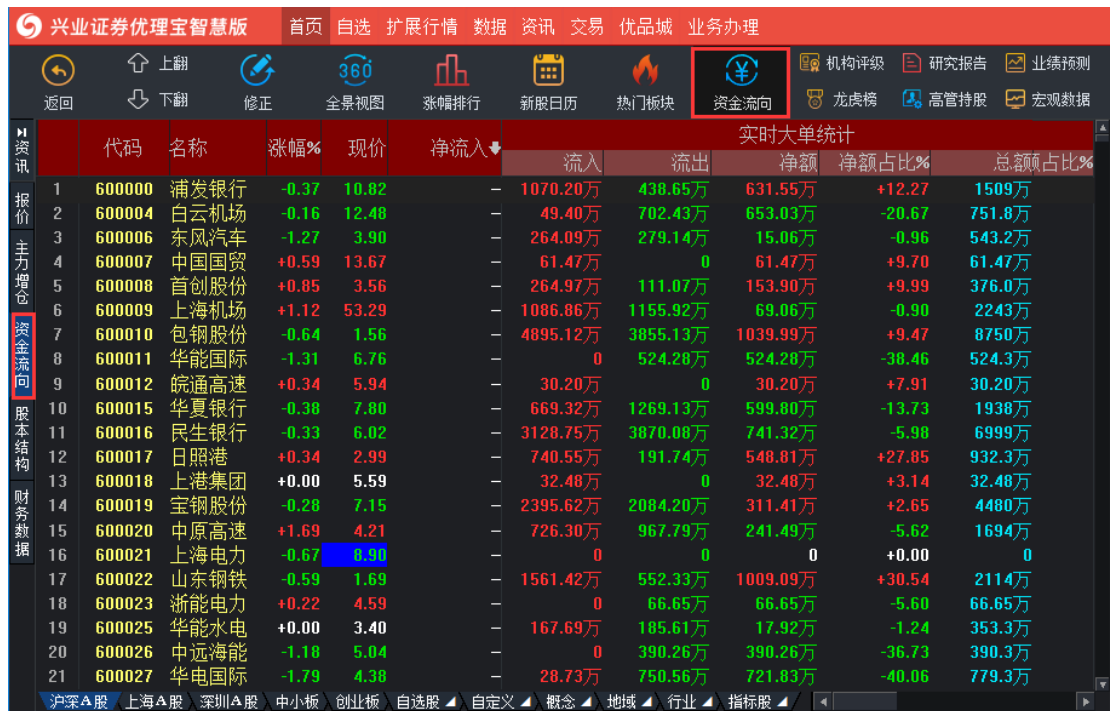 兴业证券优理宝智慧版 首页 自选 扩展行情 数据 资讯 交易 优品城 业务办理
上翻 360 机构评级 研究报告 业绩预测
返回 下翻 修正 全景视图 涨幅排行 新股日历 热门板块 资金流向 龙虎榜 高管持股 宏观数据
资讯
报价
主力增仓
资金流向
股本结构
财务数据
代码 名称 涨幅% 现价 净流入 实时大单统计
流入 流出 净额 净额占比% 总额占比%
1 600000 浦发银行 -0.37 10.82 – 1070.20万 438.65万 631.55万 +12.27 1509万
2 600004 白云机场 -0.16 12.48 – 49.40万 702.43万 653.03万 -20.67 751.8万
3 600006 东风汽车 -1.27 3.90 – 264.09万 279.14万 15.06万 -0.96 543.2万
4 600007 中国国贸 +0.59 13.67 – 61.47万 0 61.47万 +9.70 61.47万
5 600008 首创股份 +0.85 3.56 – 264.97万 111.07万 153.90万 +9.99 376.0万
6 600009 上海机场 +1.12 53.29 – 1086.86万 1155.92万 69.06万 -0.90 2243万
7 600010 包钢股份 -0.64 1.56 – 4895.12万 3855.13万 1039.99万 +9.47 8750万
8 600011 华能国际 -1.31 6.76 – 0 524.28万 524.28万 -38.46 524.3万
9 600012 皖通高速 +0.34 5.94 – 30.20万 0 30.20万 +7.91 30.20万
10 600015 华夏银行 -0.38 7.80 – 669.32万 1269.13万 599.80万 -13.73 1938万
11 600016 民生银行 -0.33 6.02 – 3128.75万 3870.08万 741.32万 -5.98 6999万
12 600017 日照港 +0.34 2.99 – 740.55万 191.74万 548.81万 +27.85 932.3万
13 600018 上港集团 +0.00 5.59 – 32.48万 0 32.48万 +3.14 32.48万
14 600019 宝钢股份 -0.28 7.15 – 2395.62万 2084.20万 311.41万 +2.65 4480万
15 600020 中原高速 +1.69 4.21 – 726.30万 967.79万 241.49万 -5.62 1694万
16 600021 上海电力 -0.67 8.90 – 0 0 0 +0.00 0
17 600022 山东钢铁 -0.59 1.69 – 1561.42万 552.33万 1009.09万 +30.54 2114万
18 600023 浙能电力 +0.22 4.59 – 0 66.65万 66.65万 -5.60 66.65万
19 600025 华能水电 +0.00 3.40 – 167.69万 185.61万 17.92万 -1.24 353.3万
20 600026 中远海能 -1.18 5.04 – 0 390.26万 390.26万 -36.73 390.3万
21 600027 华电国际 -1.79 4.38 – 28.73万 750.56万 721.83万 -40.06 779.3万
沪深A股 上海A股 深圳A股 中小板 创业板 自选股 自定义 概念 地域 行业 指标股